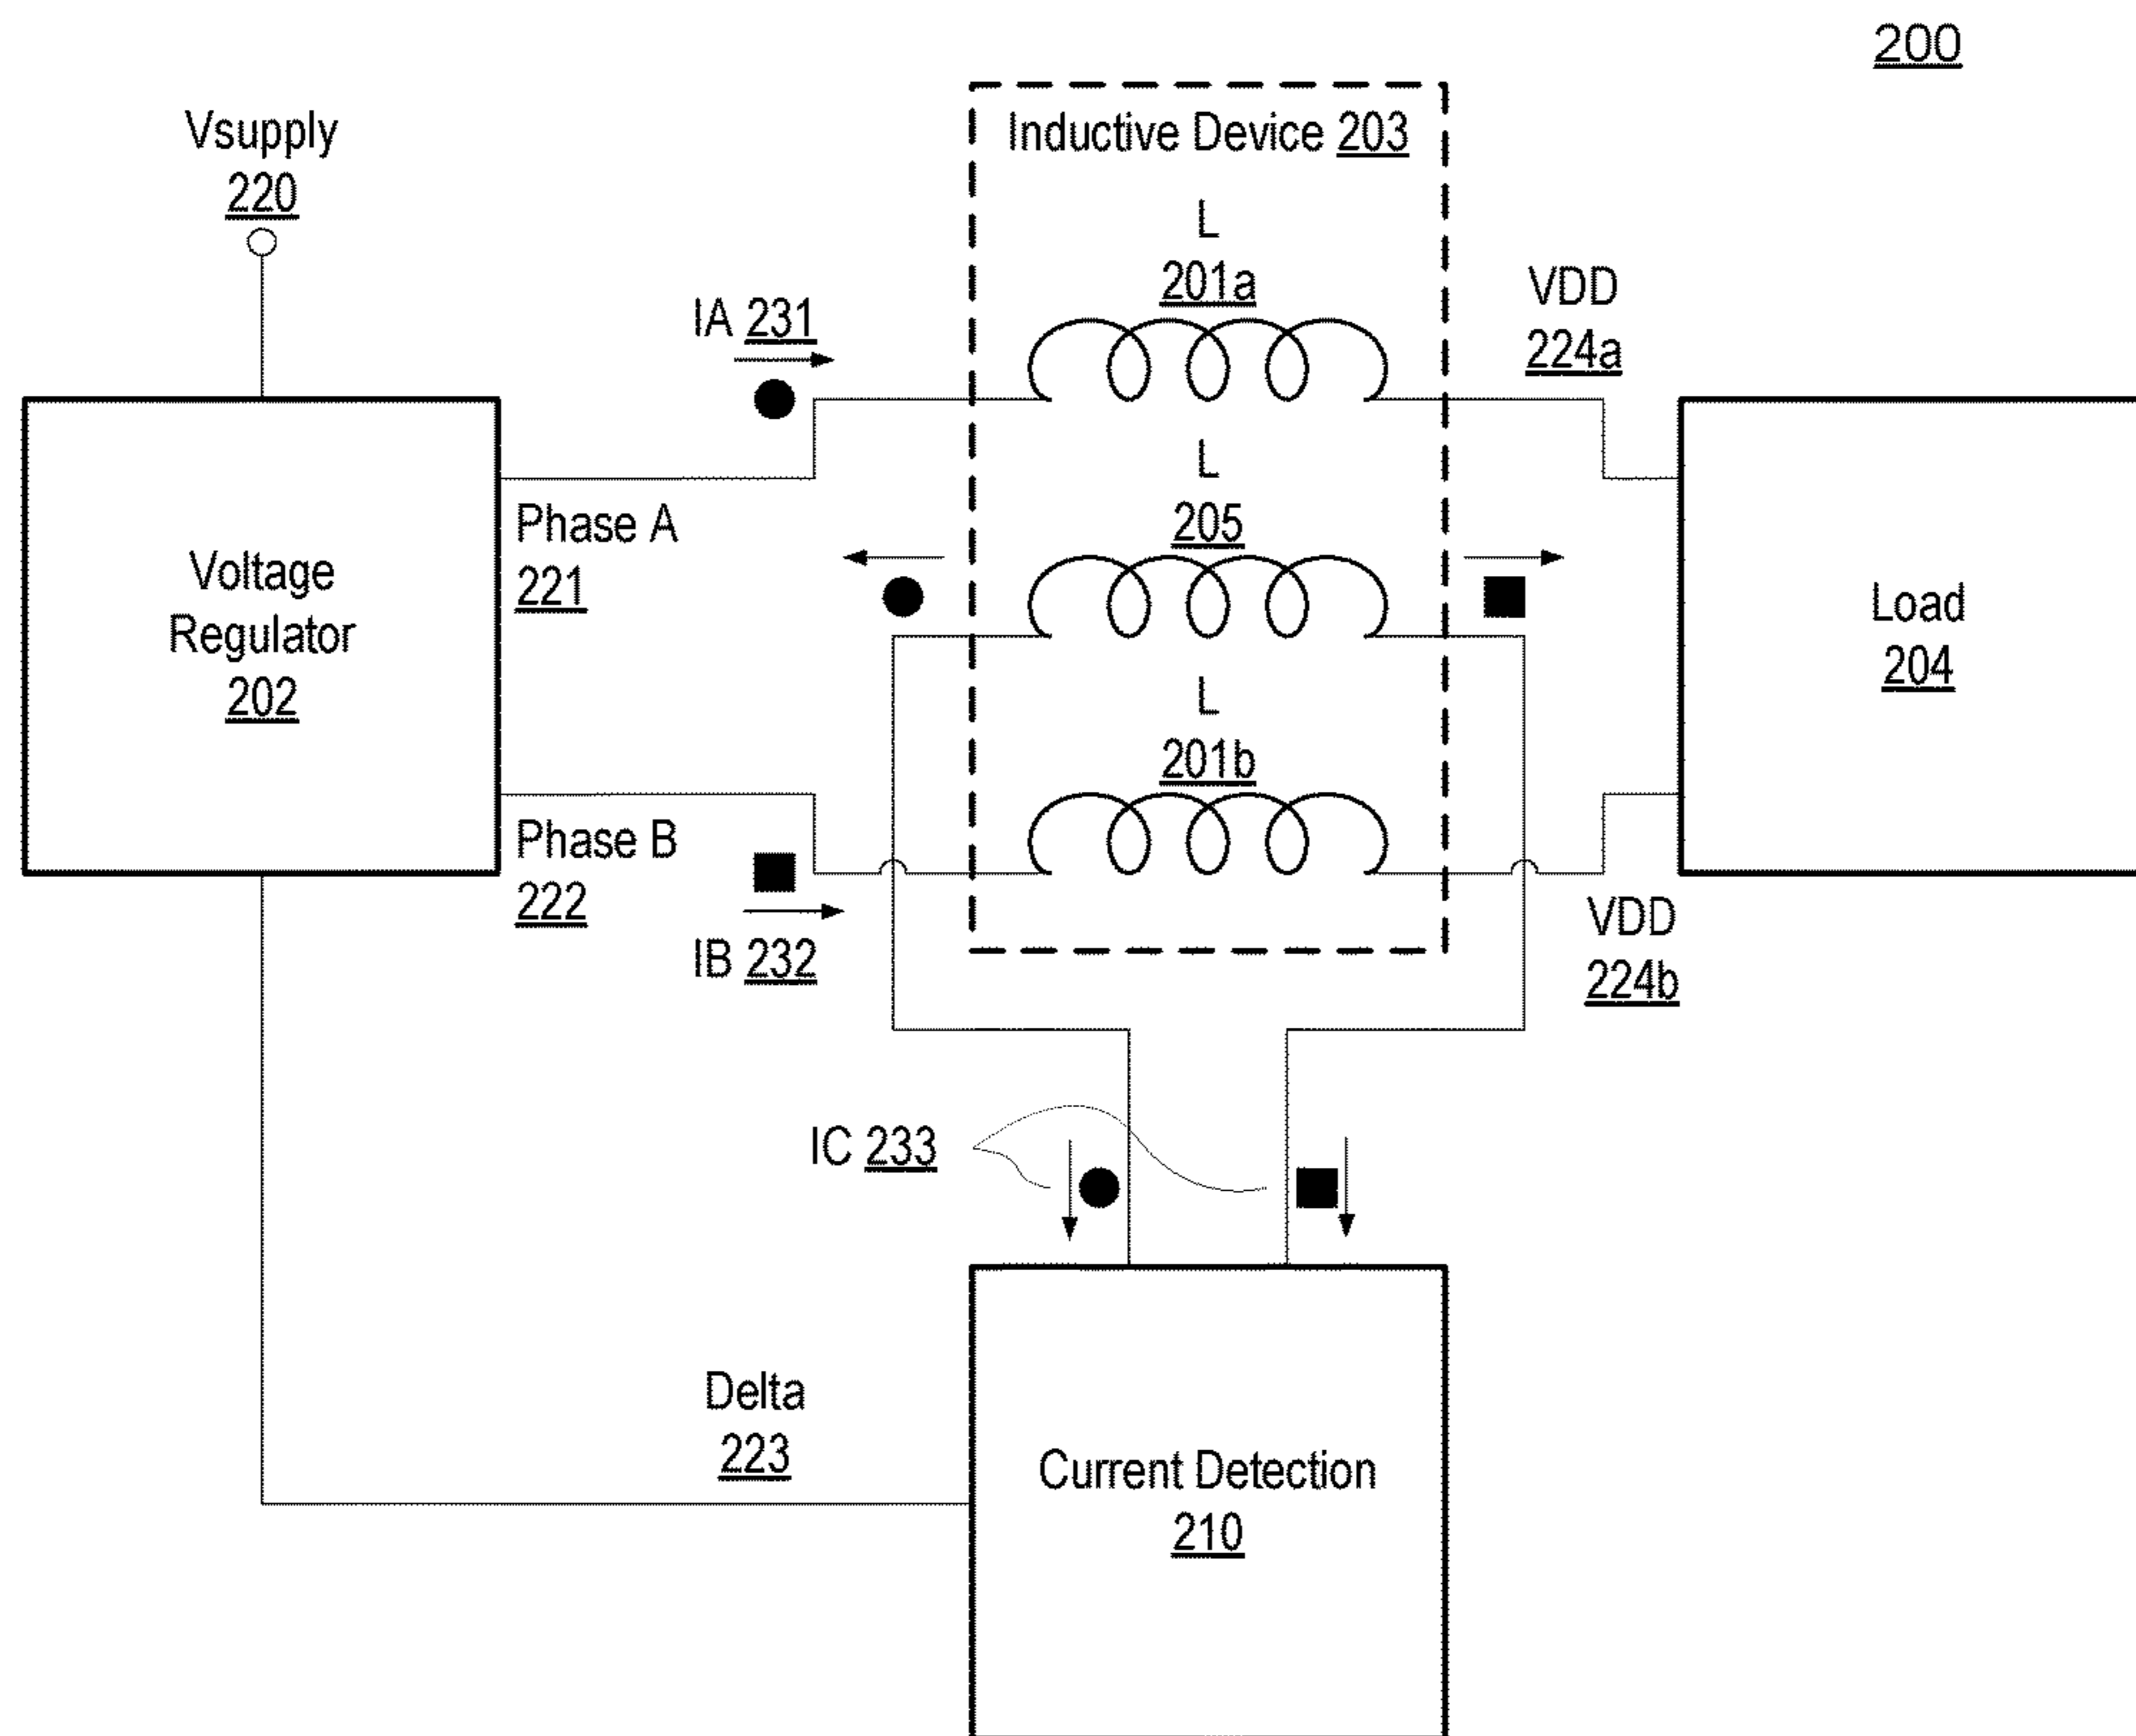 200
Vsupply
220
Inductive Device 203
L
201a
IA 231
VDD
224a
L
205
Phase A
221
Voltage
Regulator
202
Load
204
L
201b
Phase B
222
IB 232
VDD
224b
IC 233
Delta
223
Current Detection
210